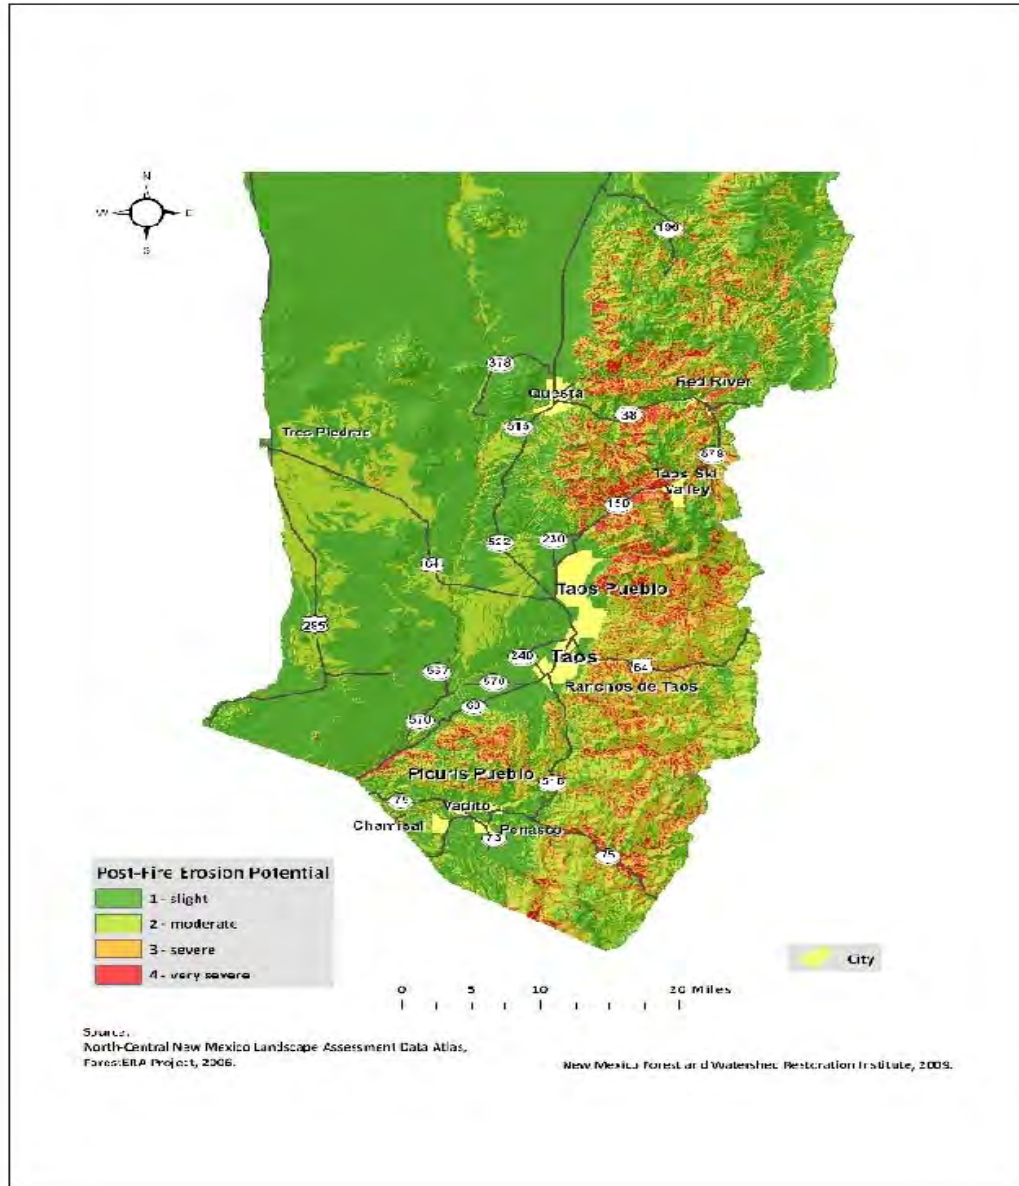 N
W E
S
196
378
Questa
Red River
38
515
Tres Piedras
578
Taos Ski
Valley
150
522
230
64
Taos Pueblo
285
Taos
240
567
64
570
Ranchos de Taos
68
570
Picuris Pueblo
518
75
Vadito
Chamisal
Penasco
73
75
Post-Fire Erosion Potential
1 - slight
2 - moderate
3 - severe
4 - very severe
City
0 5 10 20 Miles
Source:
North-Central New Mexico Landscape Assessment Data Atlas,
ForestERA Project, 2006.
New Mexico Forest and Watershed Restoration Institute, 2009.